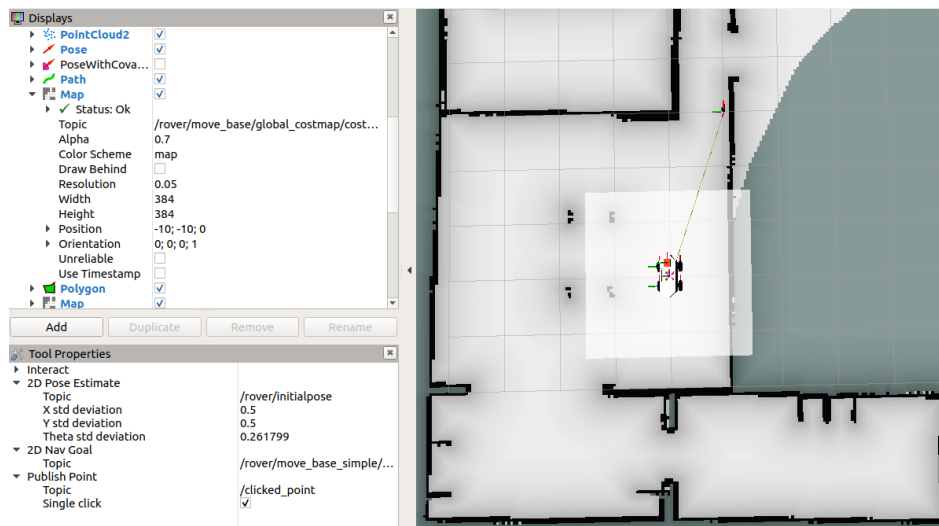 Displays
PointCloud2
Pose
PoseWithCova...
Path
Map
Status: Ok
Topic /rover/move_base/global_costmap/cost...
Alpha 0.7
Color Scheme map
Draw Behind
Resolution 0.05
Width 384
Height 384
Position -10; -10; 0
Orientation 0; 0; 0; 1
Unreliable
Use Timestamp
Polygon
Map
Add Duplicate Remove Rename
Tool Properties
Interact
2D Pose Estimate
Topic /rover/initialpose
X std deviation 0.5
Y std deviation 0.5
Theta std deviation 0.261799
2D Nav Goal
Topic /rover/move_base_simple/...
Publish Point
Topic /clicked_point
Single click